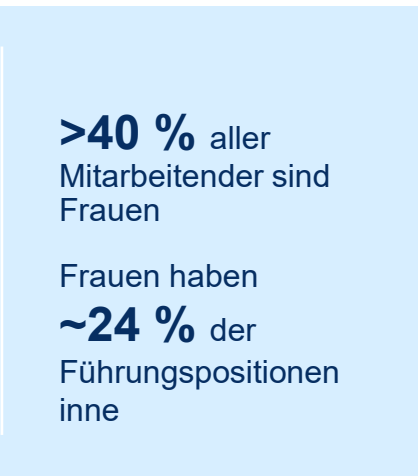 >40 % aller
Mitarbeitender sind
Frauen
Frauen haben
~24 % der
Führungspositionen
inne